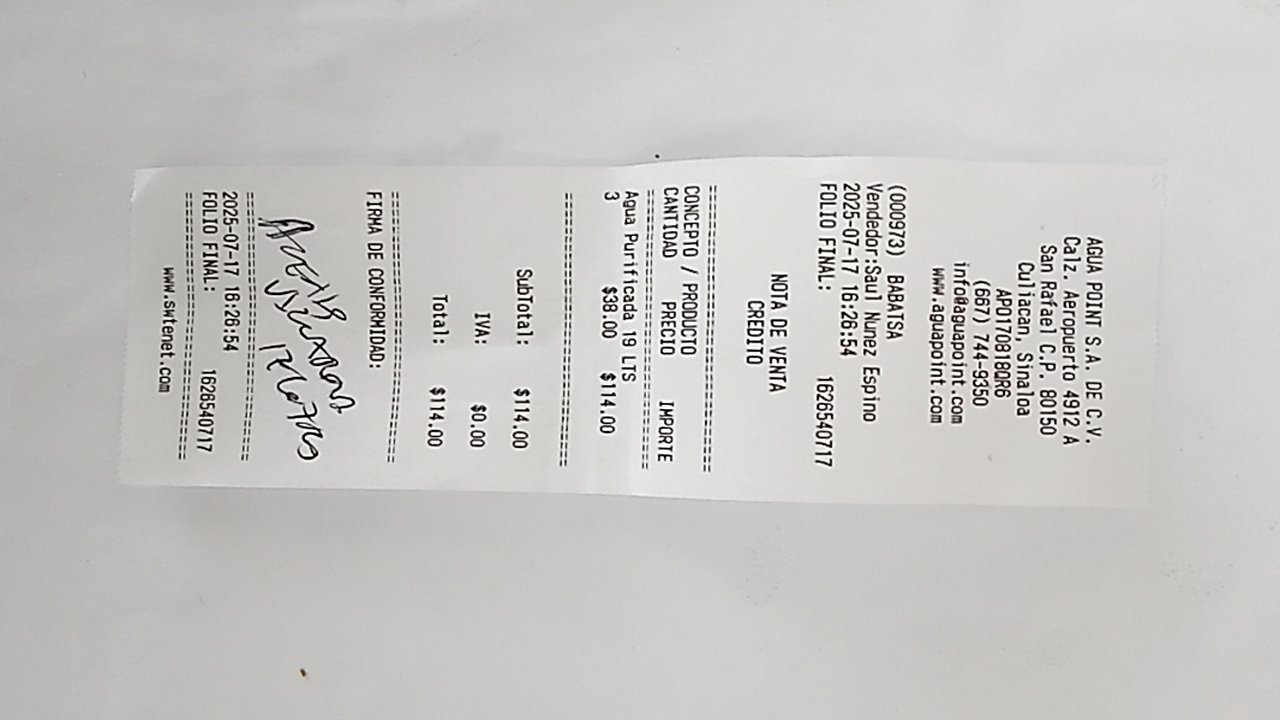 AGUA POINT S.A. DE C.V.
Calz. Aeropuerto 4912 A
San Rafael C.P. 80150
Culiacan, Sinaloa
APO170818QR6
(667) 744-9350
info@aguapoint.com
www.aguapoint.com
(000973) BABATSA
Vendedor:Saul Nunez Espino
2025-07-17 16:26:54
FOLIO FINAL: 1626540717
NOTA DE VENTA
CREDITO
==============================
CONCEPTO / PRODUCTO
CANTIDAD PRECIO IMPORTE
==============================
Agua Purificada 19 LTS
3 $38.00 $114.00
==============================
SubTotal: $114.00
IVA: $0.00
Total: $114.00
==============================
FIRMA DE CONFORMIDAD:
==============================
2025-07-17 16:26:54
FOLIO FINAL: 1626540717
==============================
www.swtenet.com